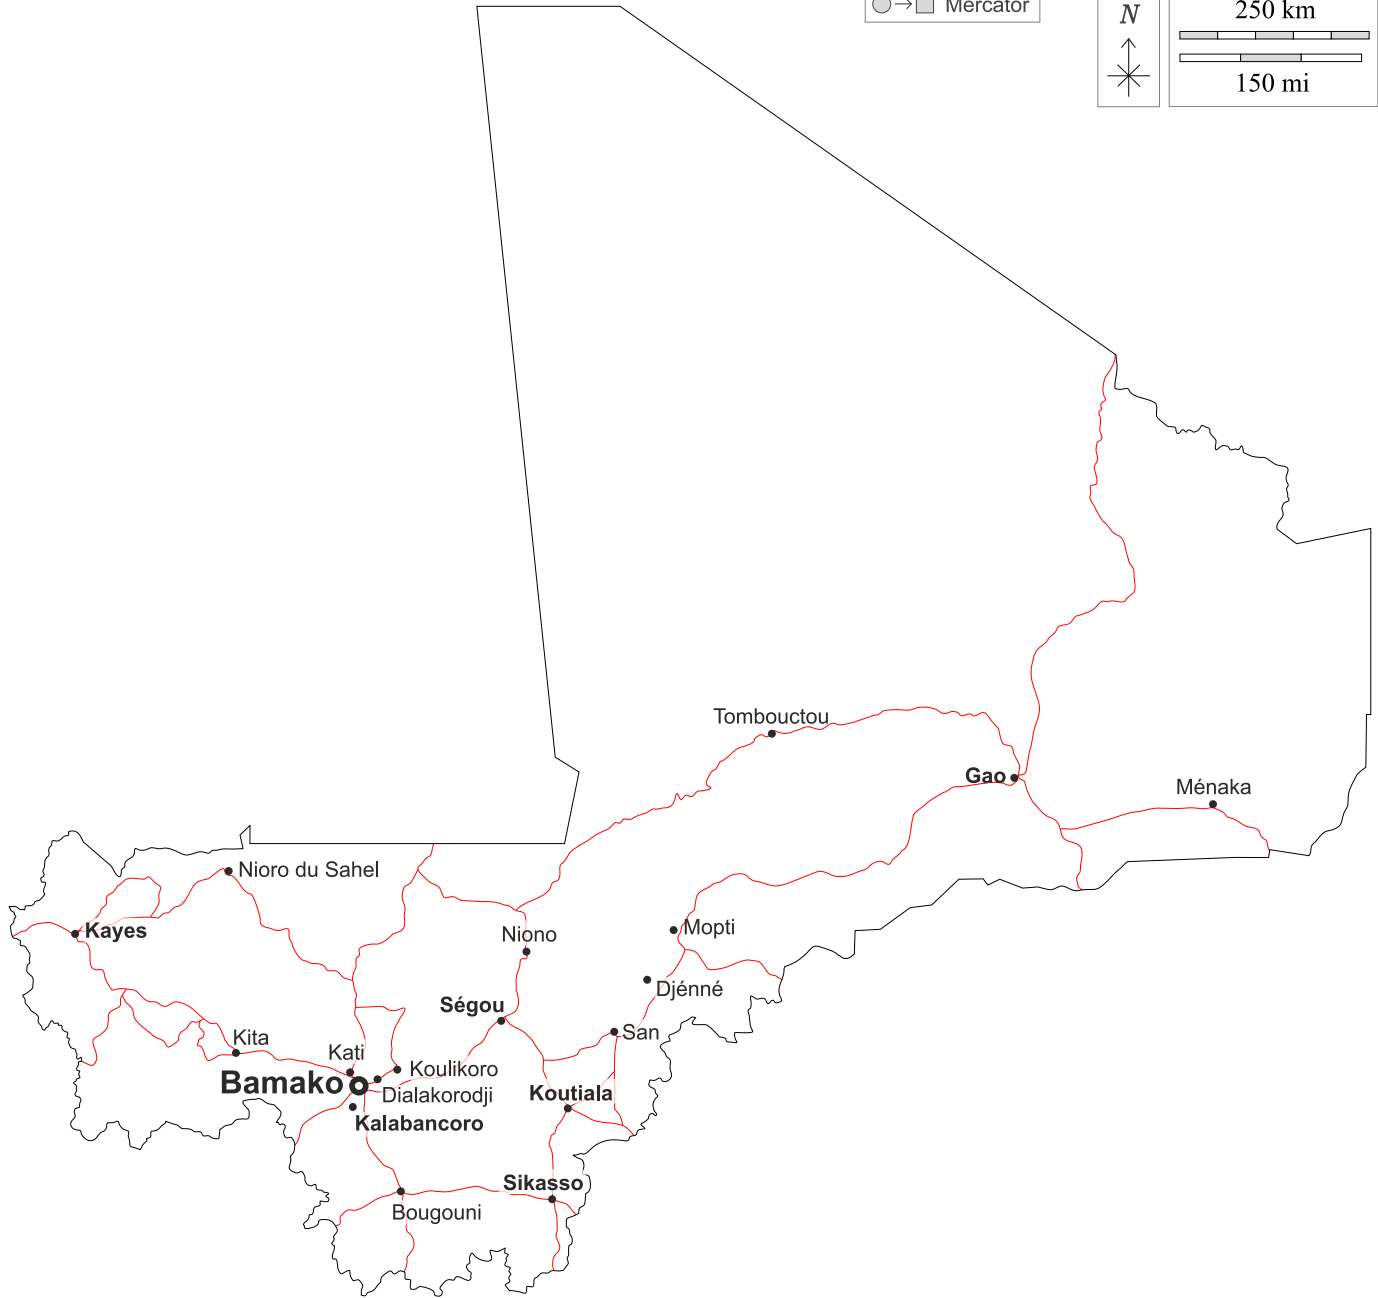 Mercator
N
250 km
150 mi
Tombouctou
Gao
Ménaka
Nioro du Sahel
Kayes
Mopti
Niono
Djénné
Ségou
San
Kita
Kati
Koulikoro
Bamako
Dialakorodji
Koutiala
Kalabancoro
Sikasso
Bougouni